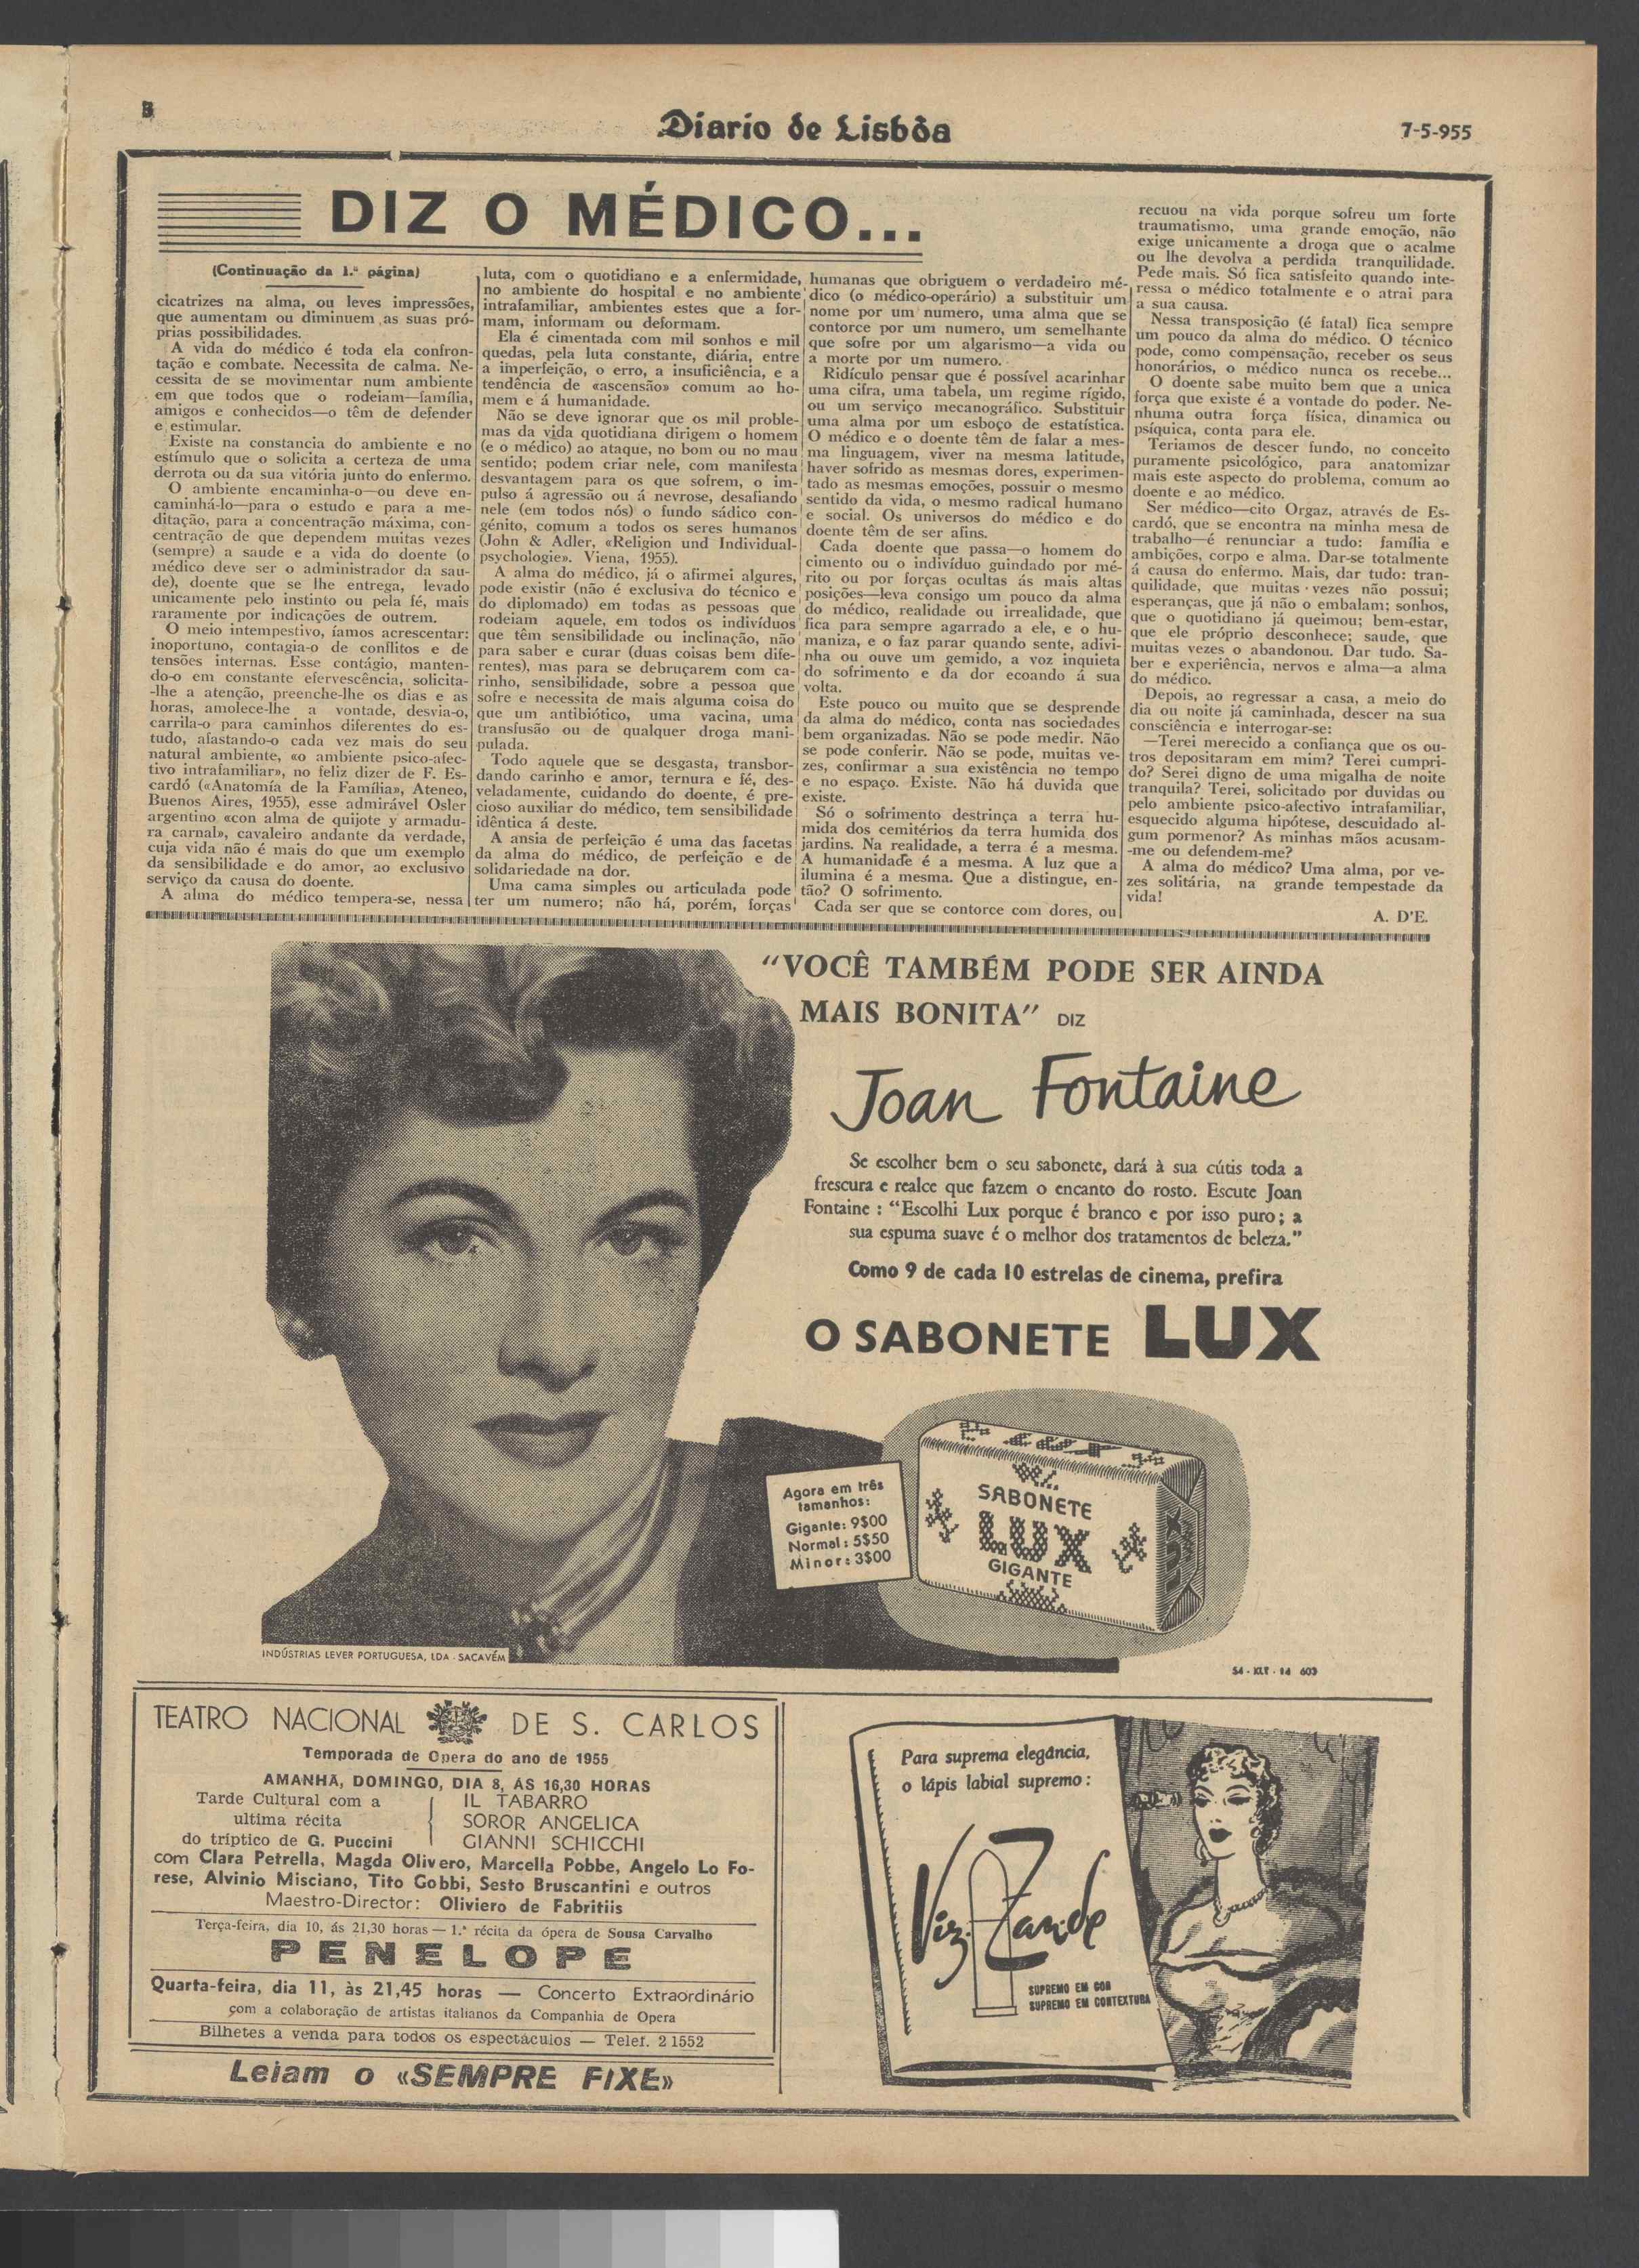 Diario de Lisbôa
7-5-955
DIZ O MÉDICO...
(Continuação da 1.ª página)
cicatrizes na alma, ou leves impressões,
que aumentam ou diminuem as suas pró-
prias possibilidades.
A vida do médico é toda ela confron-
tação e combate. Necessita de calma. Ne-
cessita de se movimentar num ambiente
em que todos que o rodeiam—família,
amigos e conhecidos—o têm de defender
e estimular.
Existe na constancia do ambiente e no
estímulo que o solicita a certeza de uma
derrota ou da sua vitória junto do enfermo.
O ambiente encaminha-o—ou deve en-
caminhá-lo—para o estudo e para a me-
ditação, para a concentração máxima, con-
centração de que dependem muitas vezes
(sempre) a saude e a vida do doente (o
médico deve ser o administrador da sau-
de), doente que se lhe entrega, levado
unicamente pelo instinto ou pela fé, mais
raramente por indicações de outrem.
O meio intempestivo, íamos acrescentar:
inoportuno, contagia-o de conflitos e de
tensões internas. Esse contágio, manten-
do-o em constante efervescência, solicita-
-lhe a atenção, preenche-lhe os dias e as
horas, amolece-lhe a vontade, desvia-o,
carrila-o para caminhos diferentes do es-
tudo, afastando-o cada vez mais do seu
natural ambiente, «o ambiente psico-afec-
tivo intrafamiliar», no feliz dizer de F. Es-
cardó («Anatomía de la Família», Ateneo,
Buenos Aires, 1955), esse admirável Osler
argentino «con alma de quijote y armadu-
ra carnal», cavaleiro andante da verdade,
cuja vida não é mais do que um exemplo
da sensibilidade e do amor, ao exclusivo
serviço da causa do doente.
A alma do médico tempera-se, nessa
luta, com o quotidiano e a enfermidade,
no ambiente do hospital e no ambiente
intrafamiliar, ambientes estes que a for-
mam, informam ou deformam.
Ela é cimentada com mil sonhos e mil
quedas, pela luta constante, diária, entre
a imperfeição, o erro, a insuficiência, e a
tendência de «ascensão» comum ao ho-
mem e á humanidade.
Não se deve ignorar que os mil proble-
mas da vida quotidiana dirigem o homem
(e o médico) ao ataque, no bom ou no mau
sentido; podem criar nele, com manifesta
desvantagem para os que sofrem, o im-
pulso á agressão ou á nevrose, desafiando
nele (em todos nós) o fundo sádico con-
génito, comum a todos os seres humanos
(John & Adler, «Religion und Individual-
psychologie». Viena, 1955).
A alma do médico, já o afirmei algures,
pode existir (não é exclusiva do técnico e
do diplomado) em todas as pessoas que
rodeiam aquele, em todos os indivíduos
que têm sensibilidade ou inclinação, não
para saber e curar (duas coisas bem dife-
rentes), mas para se debruçarem com ca-
rinho, sensibilidade, sobre a pessoa que
sofre e necessita de mais alguma coisa do
que um antibiótico, uma vacina, uma
transfusão ou de qualquer droga mani-
pulada.
Todo aquele que se desgasta, transbor-
dando carinho e amor, ternura e fé, des-
veladamente, cuidando do doente, é pre-
cioso auxiliar do médico, tem sensibilidade
idêntica á deste.
A ansia de perfeição é uma das facetas
da alma do médico, de perfeição e de
solidariedade na dor.
Uma cama simples ou articulada pode
ter um numero; não há, porém, forças
humanas que obriguem o verdadeiro mé-
dico (o médico-operário) a substituir um
nome por um numero, uma alma que se
contorce por um numero, um semelhante
que sofre por um algarismo—a vida ou
a morte por um numero.
Ridículo pensar que é possível acarinhar
uma cifra, uma tabela, um regime rígido,
ou um serviço mecanográfico. Substituir
uma alma por um esboço de estatística.
O médico e o doente têm de falar a mes-
ma linguagem, viver na mesma latitude,
haver sofrido as mesmas dores, experimen-
tado as mesmas emoções, possuir o mesmo
sentido da vida, o mesmo radical humano
e social. Os universos do médico e do
doente têm de ser afins.
Cada doente que passa—o homem do
cimento ou o indivíduo guindado por mé-
rito ou por forças ocultas ás mais altas
posições—leva consigo um pouco da alma
do médico, realidade ou irrealidade, que
fica para sempre agarrado a ele, e o hu-
maniza, e o faz parar quando sente, adivi-
nha ou ouve um gemido, a voz inquieta
do sofrimento e da dor ecoando á sua
volta.
Este pouco ou muito que se desprende
da alma do médico, conta nas sociedades
bem organizadas. Não se pode medir. Não
se pode conferir. Não se pode, muitas ve-
zes, confirmar a sua existência no tempo
e no espaço. Existe. Não há duvida que
existe.
Só o sofrimento destrinça a terra hu-
mida dos cemitérios da terra humida dos
jardins. Na realidade, a terra é a mesma.
A humanidade é a mesma. A luz que a
ilumina é a mesma. Que a distingue, en-
tão? O sofrimento.
Cada ser que se contorce com dores, ou
recuou na vida porque sofreu um forte
traumatismo, uma grande emoção, não
exige unicamente a droga que o acalme
ou lhe devolva a perdida tranquilidade.
Pede mais. Só fica satisfeito quando inte-
ressa o médico totalmente e o atrai para
a sua causa.
Nessa transposição (é fatal) fica sempre
um pouco da alma do médico. O técnico
pode, como compensação, receber os seus
honorários, o médico nunca os recebe...
O doente sabe muito bem que a unica
força que existe é a vontade do poder. Ne-
nhuma outra força física, dinamica ou
psíquica, conta para ele.
Teriamos de descer fundo, no conceito
puramente psicológico, para anatomizar
mais este aspecto do problema, comum ao
doente e ao médico.
Ser médico—cito Orgaz, através de Es-
cardó, que se encontra na minha mesa de
trabalho—é renunciar a tudo: família e
ambições, corpo e alma. Dar-se totalmente
á causa do enfermo. Mais, dar tudo: tran-
quilidade, que muitas vezes não possui;
esperanças, que já não o embalam; sonhos,
que o quotidiano já queimou; bem-estar,
que ele próprio desconhece; saude, que
muitas vezes o abandonou. Dar tudo. Sa-
ber e experiência, nervos e alma—a alma
do médico.
Depois, ao regressar a casa, a meio do
dia ou noite já caminhada, descer na sua
consciência e interrogar-se:
—Terei merecido a confiança que os ou-
tros depositaram em mim? Terei cumpri-
do? Serei digno de uma migalha de noite
tranquila? Terei, solicitado por duvidas ou
pelo ambiente psico-afectivo intrafamiliar,
esquecido alguma hipótese, descuidado al-
gum pormenor? As minhas mãos acusam-
-me ou defendem-me?
A alma do médico? Uma alma, por ve-
zes solitária, na grande tempestade da
vida!
A. D'E.
"VOCÊ TAMBÉM PODE SER AINDA
MAIS BONITA" DIZ
Joan Fontaine
Se escolher bem o seu sabonete, dará à sua cútis toda a
frescura e realce que fazem o encanto do rosto. Escute Joan
Fontaine : "Escolhi Lux porque é branco e por isso puro; a
sua espuma suave é o melhor dos tratamentos de beleza."
Como 9 de cada 10 estrelas de cinema, prefira
O SABONETE LUX
Agora em três
tamanhos:
Gigante: 9$00
Normal: 5$50
Minor: 3$00
SABONETE
LUX
GIGANTE
LUX
INDÚSTRIAS LEVER PORTUGUESA, LDA - SACAVÉM
54 - XLT - 14 603
TEATRO NACIONAL DE S. CARLOS
Temporada de Opera do ano de 1955
AMANHÃ, DOMINGO, DIA 8, ÀS 16,30 HORAS
Tarde Cultural com a
ultima récita
do tríptico de G. Puccini
IL TABARRO
SOROR ANGELICA
GIANNI SCHICCHI
com Clara Petrella, Magda Olivero, Marcella Pobbe, Angelo Lo Fo-
rese, Alvinio Misciano, Tito Gobbi, Sesto Bruscantini e outros
Maestro-Director: Oliviero de Fabritiis
Terça-feira, dia 10, ás 21,30 horas — 1.ª récita da ópera de Sousa Carvalho
PENELOPE
Quarta-feira, dia 11, às 21,45 horas — Concerto Extraordinário
com a colaboração de artistas italianos da Companhia de Opera
Bilhetes à venda para todos os espectáculos — Telef. 2 1552
Leiam o «SEMPRE FIXE»
Para suprema elegância,
o lápis labial supremo:
Viz-Zande
SUPREMO EM COR
SUPREMO EM CONTEXTURA